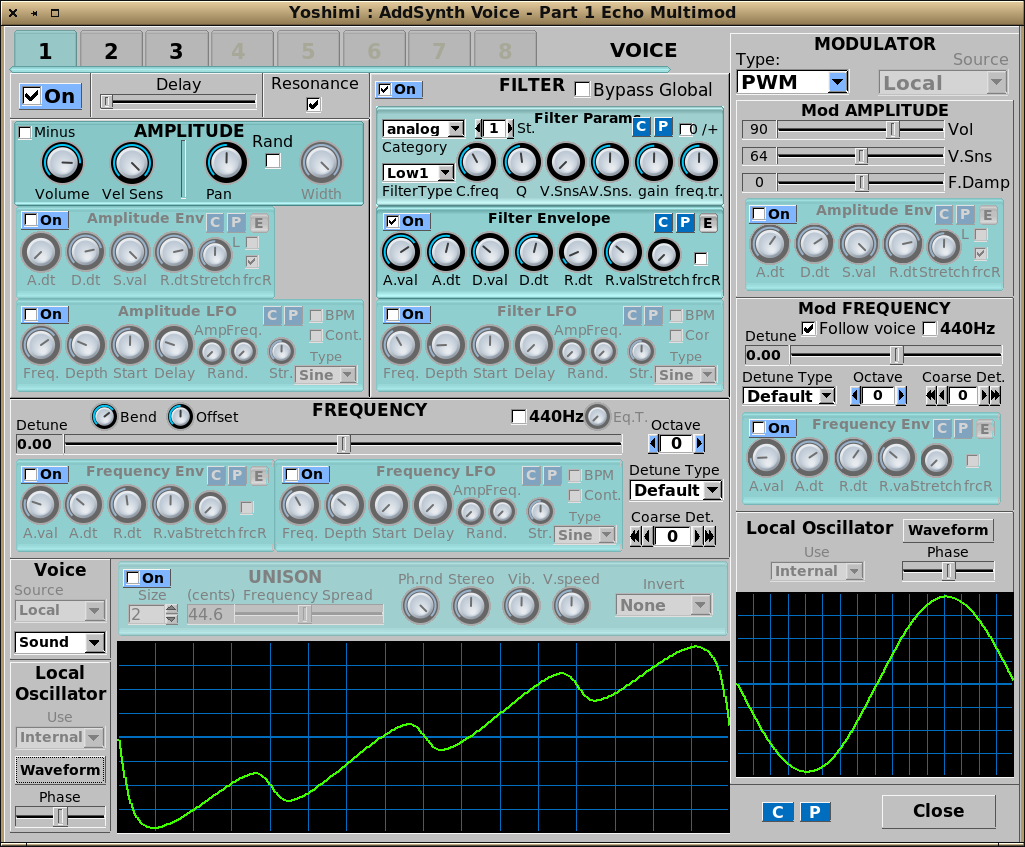 Yoshimi : AddSynth Voice - Part 1 Echo Multimod
1 2 3 4 5 6 7 8 VOICE
On Delay Resonance
Minus AMPLITUDE Rand
Volume Vel Sens Pan Width
On Amplitude Env C P E
L
A.dt D.dt S.val R.dt Stretch frcR
On Amplitude LFO C P BPM
AmpFreq. Cont.
Type
Freq. Depth Start Delay Rand. Str. Sine
On FILTER Bypass Global
Filter Params
analog 1 St. C P 0 /+
Category
Low1
FilterType C.freq Q V.SnsA V.Sns. gain freq.tr.
On Filter Envelope C P E
A.val A.dt D.val D.dt R.dt R.val Stretch frcR
On Filter LFO C P BPM
AmpFreq. Cor
Type
Freq. Depth Start Delay Rand. Str. Sine
Bend Offset FREQUENCY 440Hz Eq.T.
Detune
0.00
Octave
0
Detune Type
Default
Coarse Det.
0
On Frequency Env C P E
A.val A.dt R.dt R.val Stretch frcR
On Frequency LFO C P BPM
AmpFreq. Cont.
Type
Freq. Depth Start Delay Rand. Str. Sine
Voice
Source
Local
Sound
Local
Oscillator
Use
Internal
Waveform
Phase
On UNISON Ph.rnd Stereo Vib. V.speed Invert
Size (cents) Frequency Spread
2 44.6 None
MODULATOR
Type: Source
PWM Local
Mod AMPLITUDE
90 Vol
64 V.Sns
0 F.Damp
On Amplitude Env C P E
L
A.dt D.dt S.val R.dt Stretch frcR
Mod FREQUENCY
Detune Follow voice 440Hz
0.00
Detune Type Octave Coarse Det.
Default 0 0
On Frequency Env C P E
A.val A.dt R.dt R.val Stretch frcR
Local Oscillator Waveform
Use Phase
Internal
C P Close